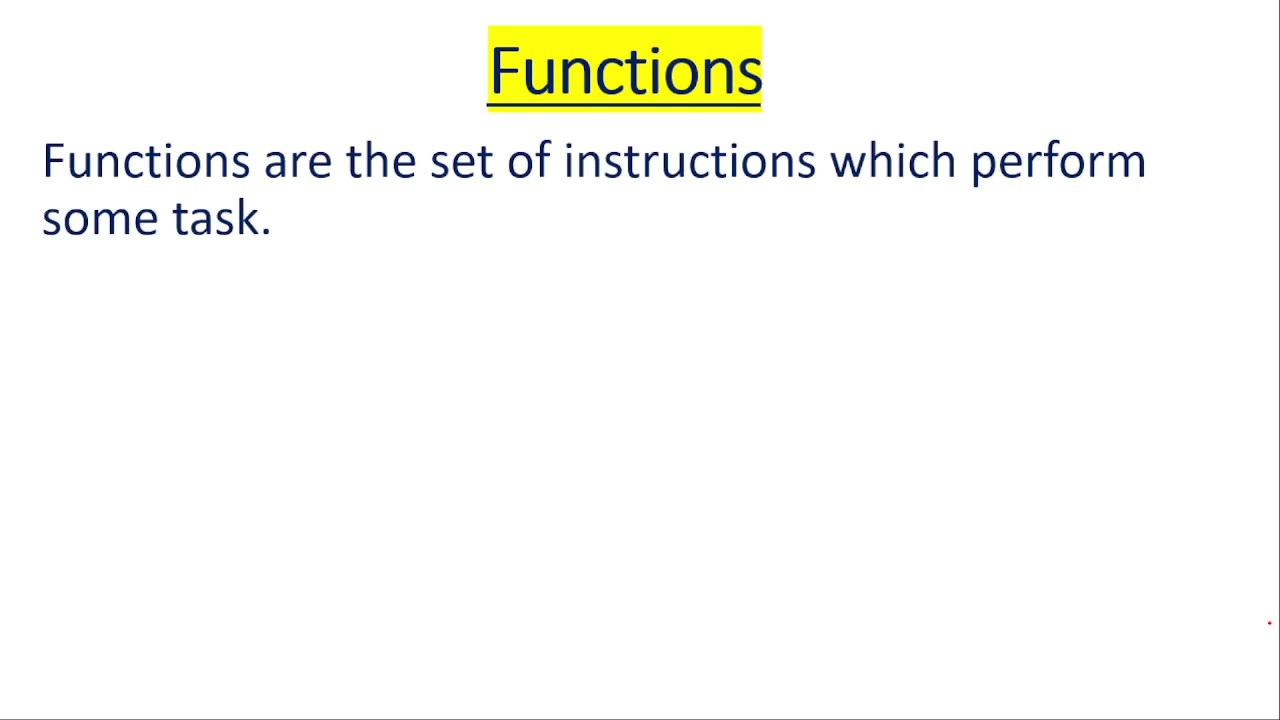 Functions
Functions are the set of instructions which perform
some task.